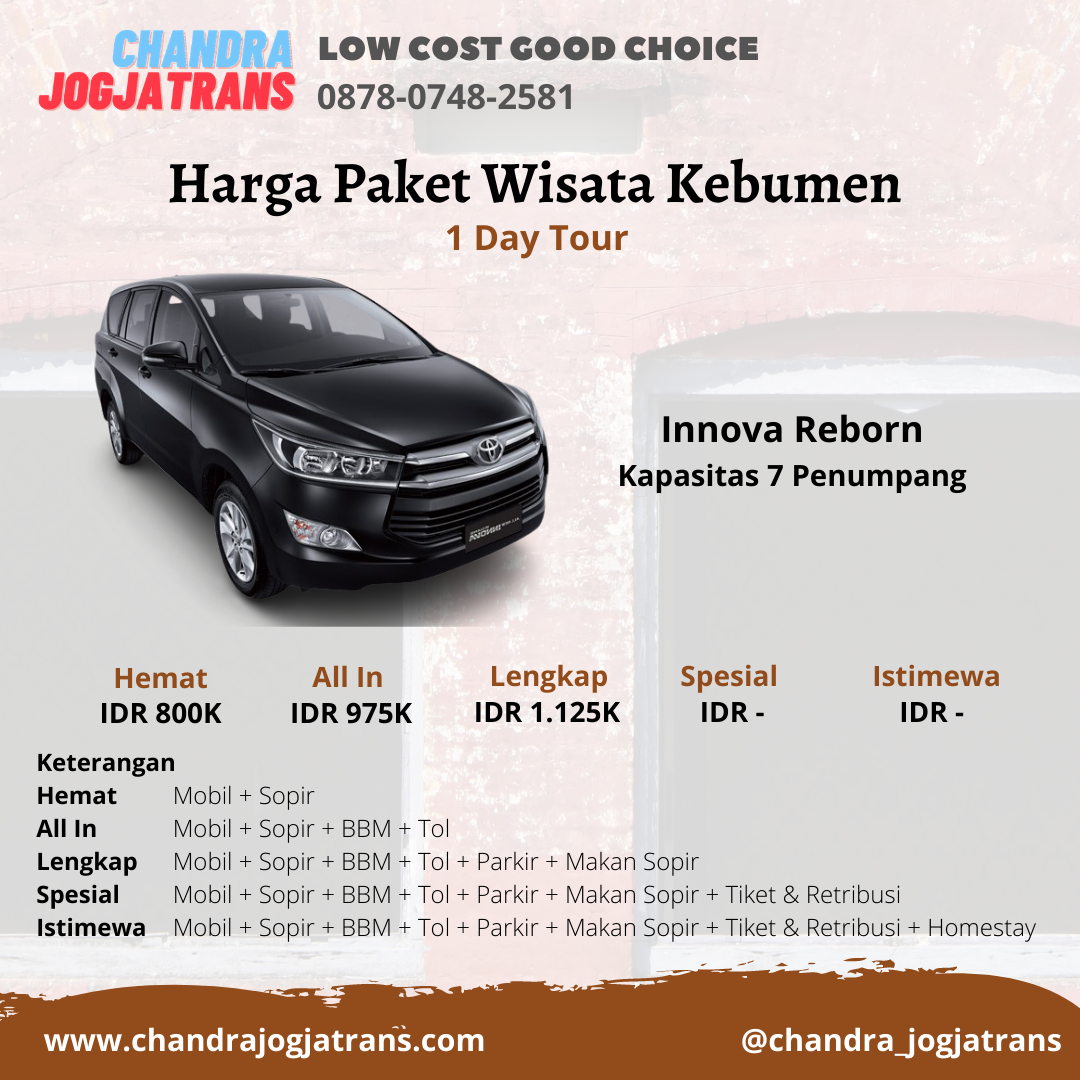 CHANDRA
JOGJATRANS
LOW COST GOOD CHOICE
0878-0748-2581
Harga Paket Wisata Kebumen
1 Day Tour
Innova Reborn
Kapasitas 7 Penumpang
Hemat
IDR 800K
All In
IDR 975K
Lengkap
IDR 1.125K
Spesial
IDR -
Istimewa
IDR -
Keterangan
Hemat Mobil + Sopir
All In Mobil + Sopir + BBM + Tol
Lengkap Mobil + Sopir + BBM + Tol + Parkir + Makan Sopir
Spesial Mobil + Sopir + BBM + Tol + Parkir + Makan Sopir + Tiket & Retribusi
Istimewa Mobil + Sopir + BBM + Tol + Parkir + Makan Sopir + Tiket & Retribusi + Homestay
www.chandrajogjatrans.com
@chandra_jogjatrans